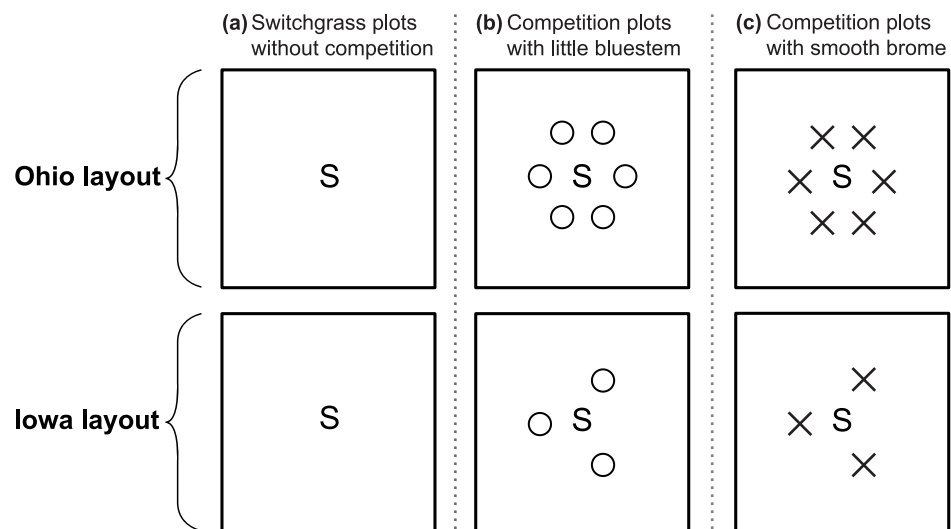 (a) Switchgrass plots
without competition
(b) Competition plots
with little bluestem
(c) Competition plots
with smooth brome
Ohio layout
S
S
S
Iowa layout
S
S
S